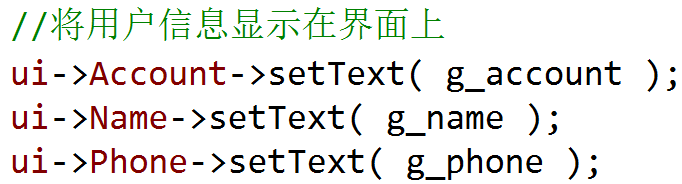 //将用户信息显示在界面上
ui->Account->setText( g_account );
ui->Name->setText( g_name );
ui->Phone->setText( g_phone );